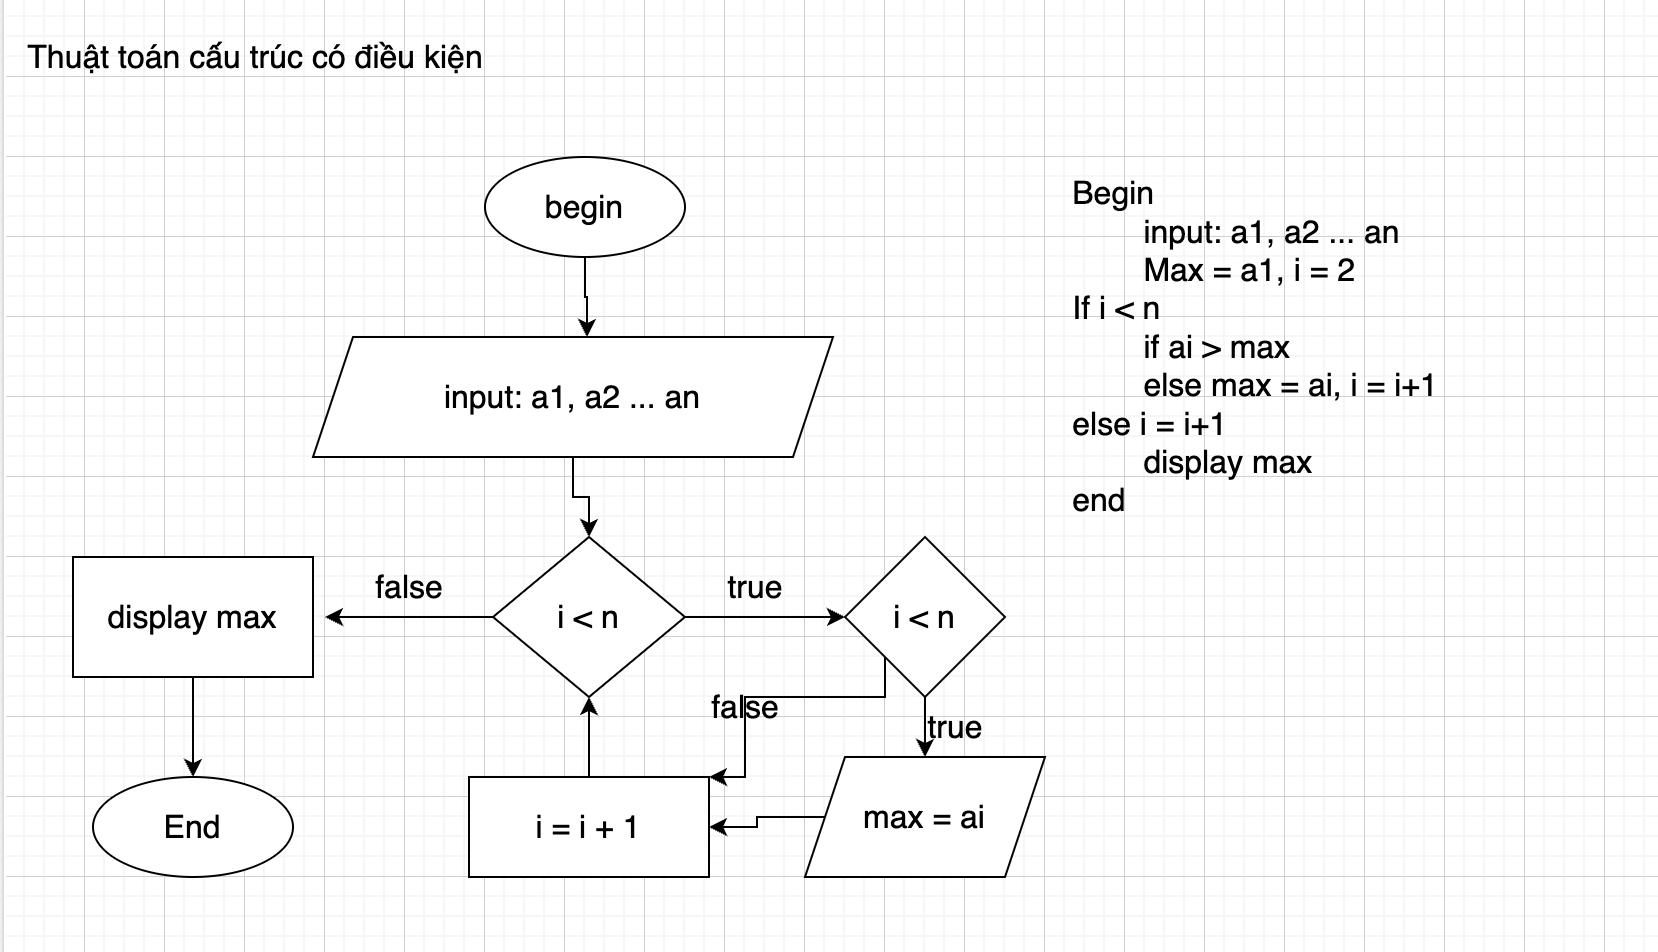 Thuật toán cấu trúc có điều kiện
begin
input: a1, a2 ... an
i < n
true
false
i < n
display max
false
true
max = ai
i = i + 1
End
Begin
input: a1, a2 ... an
Max = a1, i = 2
If i < n
if ai > max
else max = ai, i = i+1
else i = i+1
display max
end